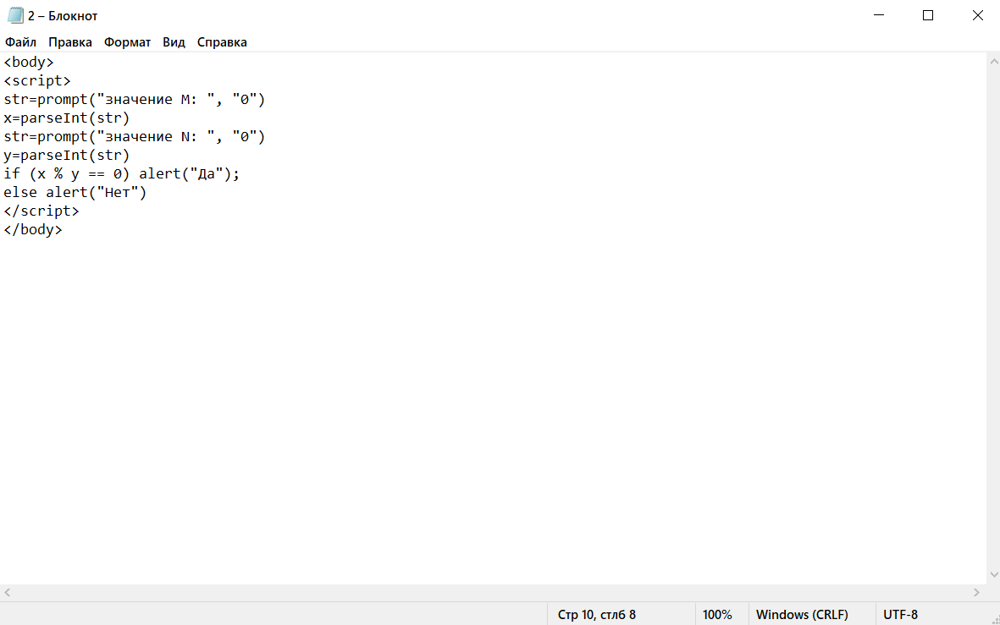 2 – Блокнот
Файл Правка Формат Вид Справка
<body>
<script>
str=prompt("значение M: ", "0")
x=parseInt(str)
str=prompt("значение N: ", "0")
y=parseInt(str)
if (x % y == 0) alert("Да");
else alert("Нет")
</script>
</body>
Стр 10, стлб 8 100% Windows (CRLF) UTF-8